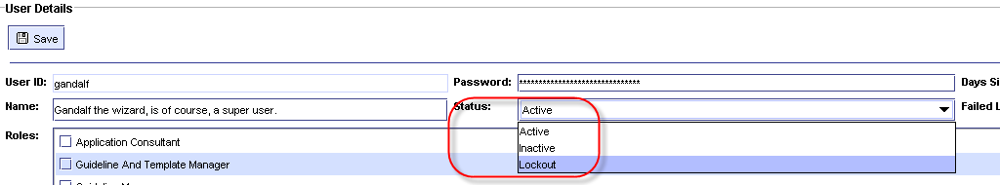 User Details
Save
User ID: gandalf Password: ****************************** Days Si
Name: Gandalf the wizard, is of course, a super user. Status: Active Failed L
Active
Inactive
Lockout
Roles:
Application Consultant
Guideline And Template Manager